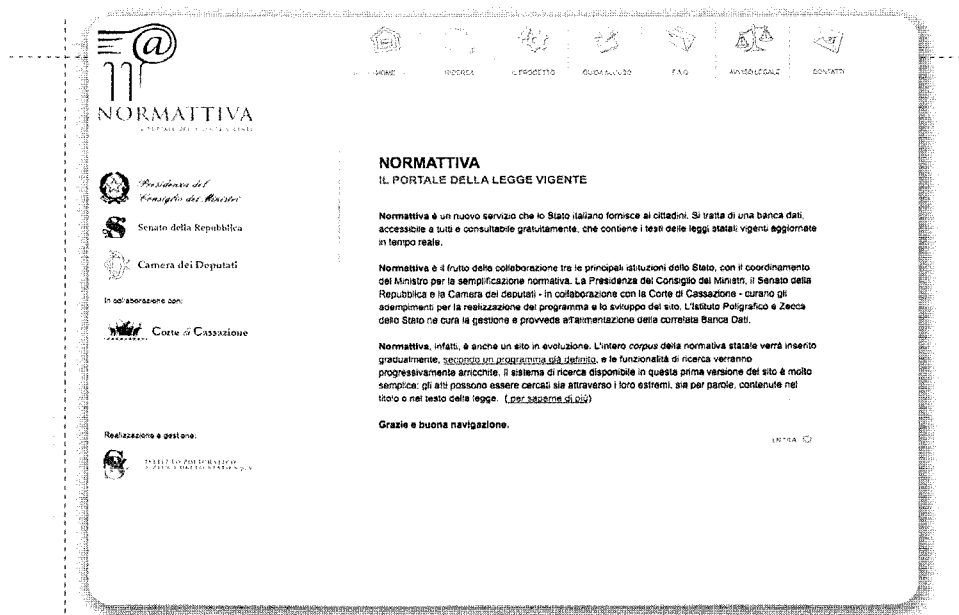 HOME RICERCA IL PROGETTO GUIDA ALL'USO F.A.Q. AVVISO LEGALE CONTATTI
NORMATTIVA
IL PORTALE DELLA LEGGE VIGENTE
Presidenza del
Consiglio dei Ministri
Senato della Repubblica
Camera dei Deputati
In collaborazione con:
Corte di Cassazione
Realizzazione e gestione:
ISTITUTO POLIGRAFICO
E ZECCA DELLO STATO S.p.A.
NORMATTIVA
IL PORTALE DELLA LEGGE VIGENTE
Normattiva è un nuovo servizio che lo Stato italiano fornisce ai cittadini. Si tratta di una banca dati,
accessibile a tutti e consultabile gratuitamente, che contiene i testi delle leggi statali vigenti aggiornate
in tempo reale.
Normattiva è il frutto della collaborazione tra le principali istituzioni dello Stato, con il coordinamento
del Ministro per la semplificazione normativa. La Presidenza del Consiglio dei Ministri, il Senato della
Repubblica e la Camera dei deputati - in collaborazione con la Corte di Cassazione - curano gli
adempimenti per la realizzazione del programma e lo sviluppo del sito. L'Istituto Poligrafico e Zecca
dello Stato ne cura la gestione e provvede all'alimentazione della correlata Banca Dati.
Normattiva, infatti, è anche un sito in evoluzione. L'intero corpus della normativa statale verrà inserito
gradualmente, secondo un programma già definito, e le funzionalità di ricerca verranno
progressivamente arricchite. Il sistema di ricerca disponibile in questa prima versione del sito è molto
semplice: gli atti possono essere cercati sia attraverso i loro estremi, sia per parole, contenute nel
titolo o nel testo della legge. ( per saperne di più)
Grazie e buona navigazione.
ENTRA